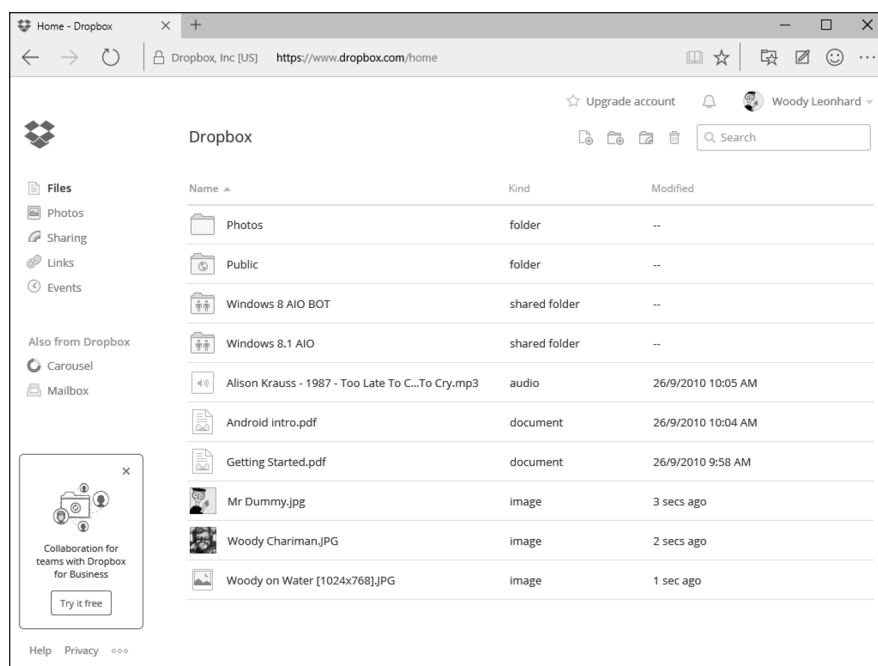 Home - Dropbox
Dropbox, Inc [US] https://www.dropbox.com/home
Upgrade account Woody Leonhard
Dropbox
Search
Files
Photos
Sharing
Links
Events
Also from Dropbox
Carousel
Mailbox
Collaboration for
teams with Dropbox
for Business
Try it free
Help Privacy
Name Kind Modified
Photos folder --
Public folder --
Windows 8 AIO BOT shared folder --
Windows 8.1 AIO shared folder --
Alison Krauss - 1987 - Too Late To C...To Cry.mp3 audio 26/9/2010 10:05 AM
Android intro.pdf document 26/9/2010 10:04 AM
Getting Started.pdf document 26/9/2010 9:58 AM
Mr Dummy.jpg image 3 secs ago
Woody Chariman.JPG image 2 secs ago
Woody on Water [1024x768].JPG image 1 sec ago